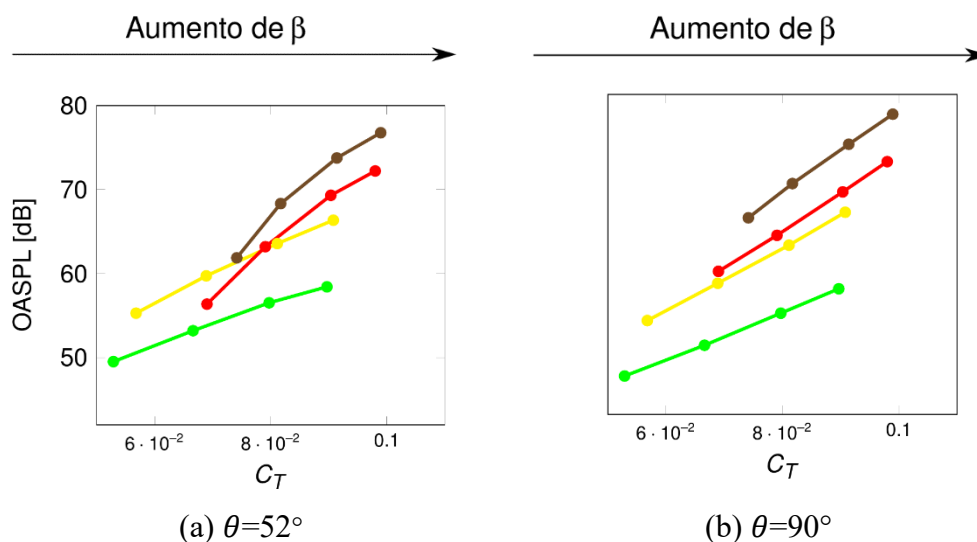 Aumento de β
80
70
60
50
OASPL [dB]
6 · 10⁻²
8 · 10⁻²
0.1
C_T
(a) θ=52°
Aumento de β
6 · 10⁻²
8 · 10⁻²
0.1
C_T
(b) θ=90°